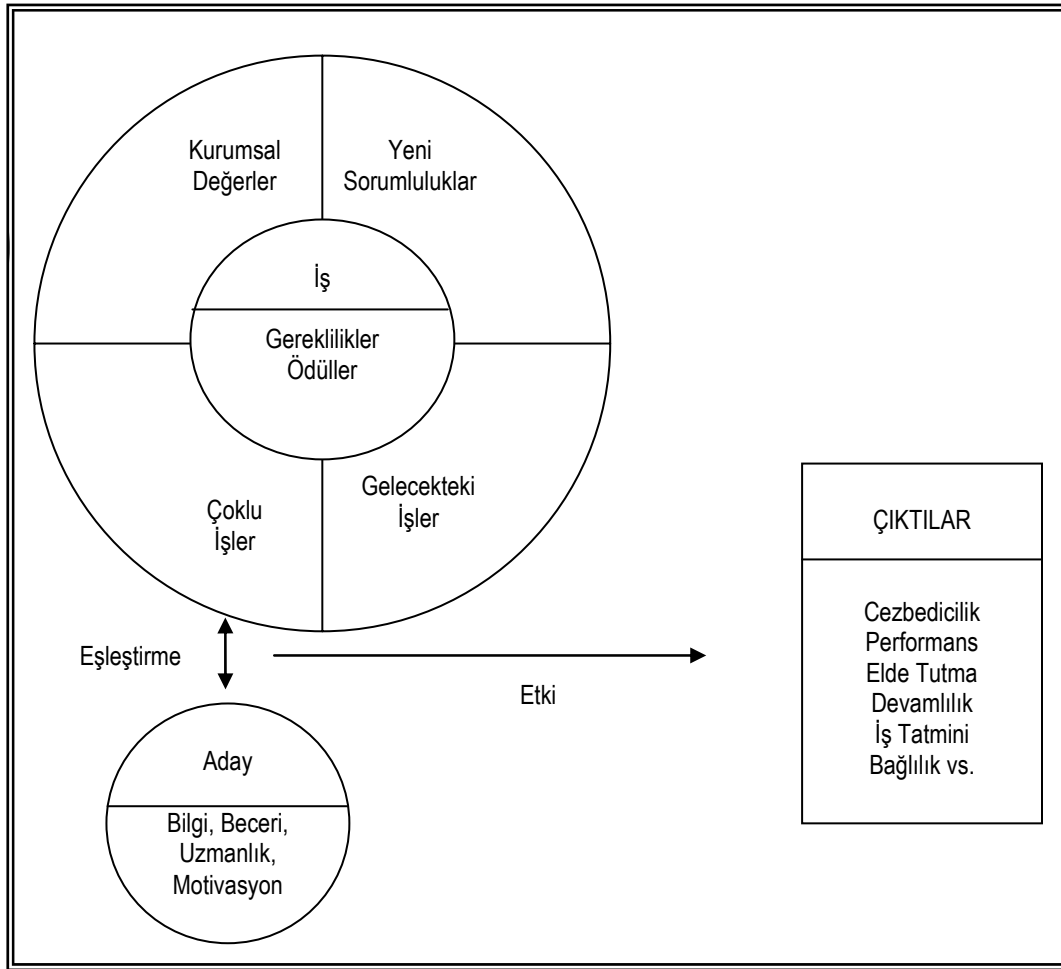 Kurumsal
Değerler
Yeni
Sorumluluklar
İş
Gereklilikler
Ödüller
Çoklu
İşler
Gelecekteki
İşler
Eşleştirme
Etki
Aday
Bilgi, Beceri,
Uzmanlık,
Motivasyon
ÇIKTILAR
Cezbedicilik
Performans
Elde Tutma
Devamlılık
İş Tatmini
Bağlılık vs.